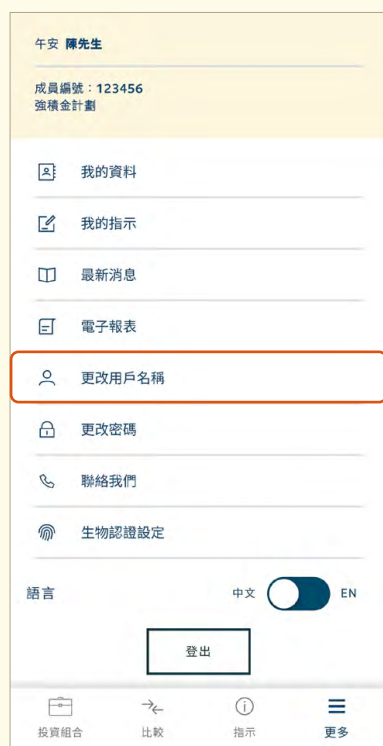 午安 陳先生
成員編號：123456
強積金計劃
我的資料
我的指示
最新消息
電子報表
更改用戶名稱
更改密碼
聯絡我們
生物認證設定
語言 中文 EN
登出
投資組合 比較 指示 更多